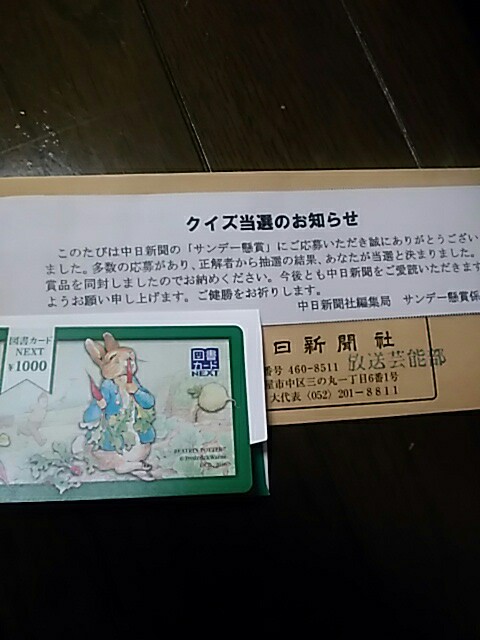 クイズ当選のお知らせ
このたびは中日新聞の「サンデー懸賞」にご応募いただき誠にありがとうござい
ました。多数の応募があり、正解者から抽選の結果、あなたが当選と決まりました。
賞品を同封しましたのでお納めください。今後とも中日新聞をご愛読いただきます
ようお願い申し上げます。ご健勝をお祈りします。
中日新聞社編集局 サンデー懸賞係
日新聞社
番号 460-8511 放送芸能部
屋市中区三の丸一丁目6番1号
大代表〈052〉201-8811
図書カード
NEXT
¥1000
図書
カード
NEXT
BEATRIX POTTER™
© Frederick Warne